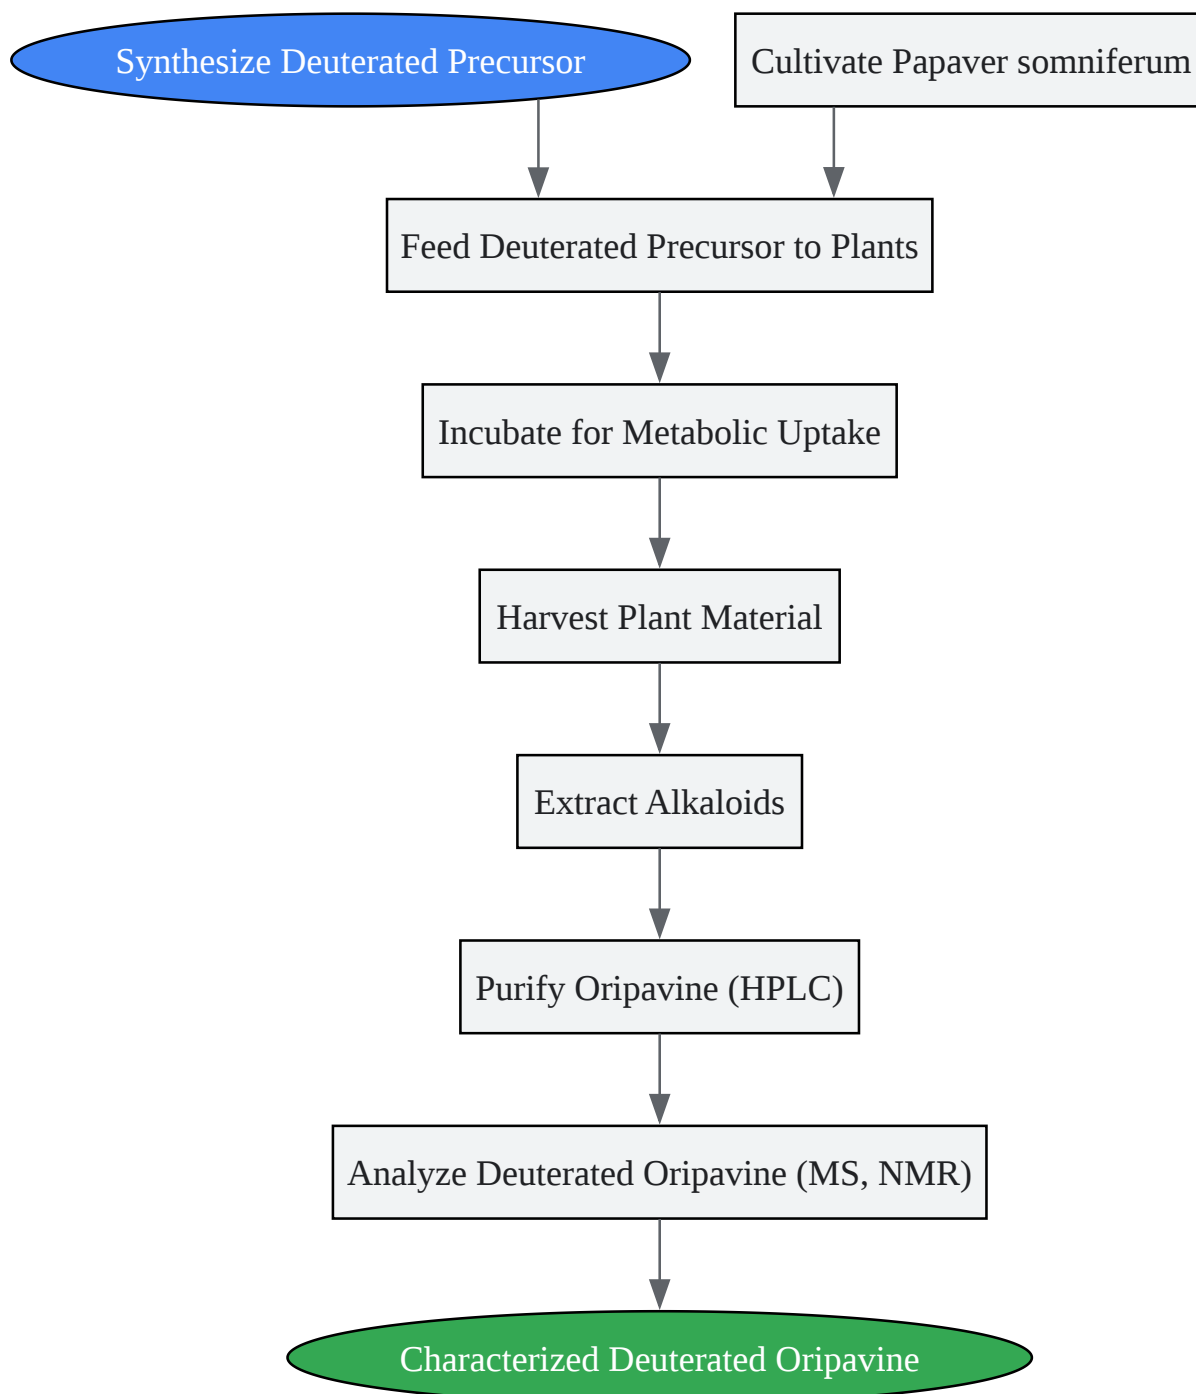 Synthesize Deuterated Precursor
Cultivate Papaver somniferum
Feed Deuterated Precursor to Plants
Incubate for Metabolic Uptake
Harvest Plant Material
Extract Alkaloids
Purify Oripavine (HPLC)
Analyze Deuterated Oripavine (MS, NMR)
Characterized Deuterated Oripavine